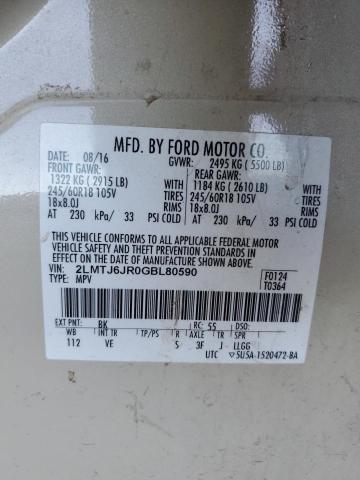 MFD. BY FORD MOTOR CO.
DATE: 08/16 GVWR: 2495 KG ( 5500 LB)
FRONT GAWR: REAR GAWR:
1322 KG ( 2915 LB) 1184 KG ( 2610 LB)
245/60R18 105V TIRES 245/60R18 105V TIRES
18x8.0J RIMS 18x8.0J RIMS
AT 230 kPa/ 33 PSI COLD AT 230 kPa/ 33 PSI COLD
THIS VEHICLE CONFORMS TO ALL APPLICABLE FEDERAL MOTOR
VEHICLE SAFETY AND THEFT PREVENTION STANDARDS IN
EFFECT ON THE DATE OF MANUFACTURE SHOWN ABOVE.
VIN: 2LMTJ6JR0GBL80590 F0124
TYPE: MPV T0364
EXT PNT: BK RC: 55 DSO:
WB INT TR TP/PS R AXLE TR SPR
112 VE S 3F J LLGG
UTC 5U5A-1520472-BA